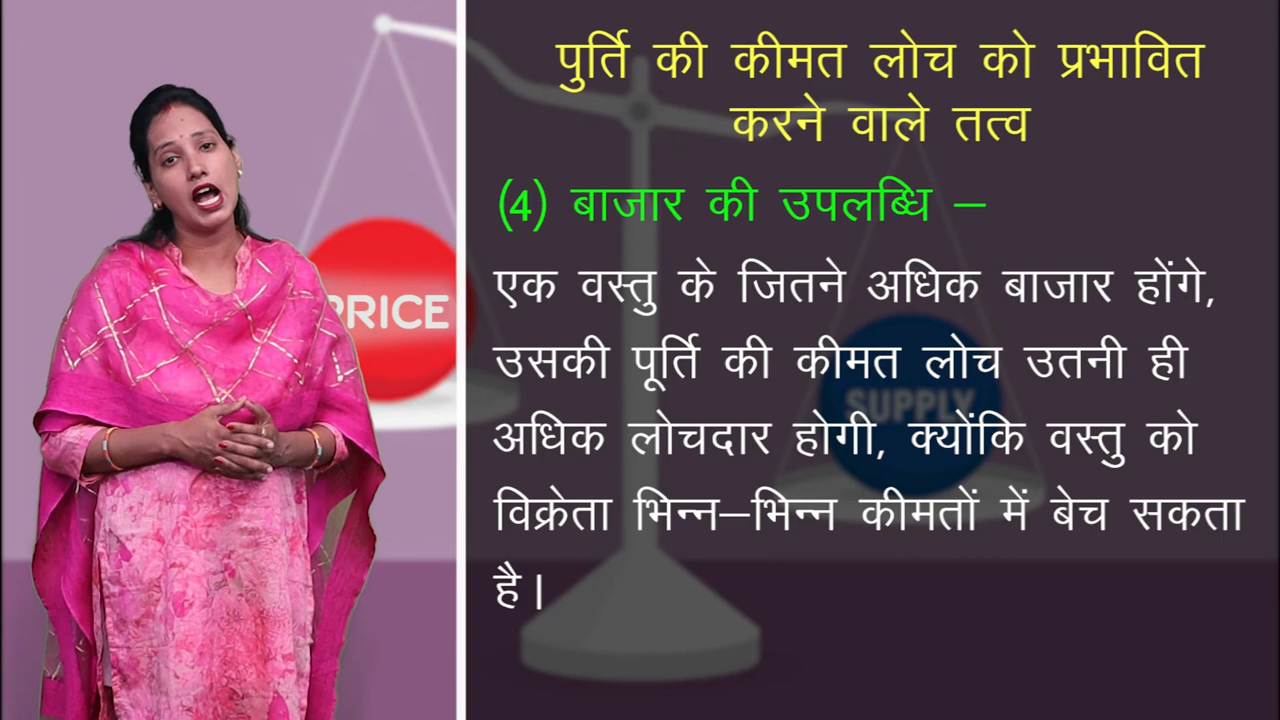 पुर्ति की कीमत लोच को प्रभावित
करने वाले तत्व
(4) बाजार की उपलब्धि –
एक वस्तु के जितने अधिक बाजार होंगे,
उसकी पूर्ति की कीमत लोच उतनी ही
अधिक लोचदार होगी, क्योंकि वस्तु को
विक्रेता भिन्न–भिन्न कीमतों में बेच सकता
है।
PRICE
SUPPLY